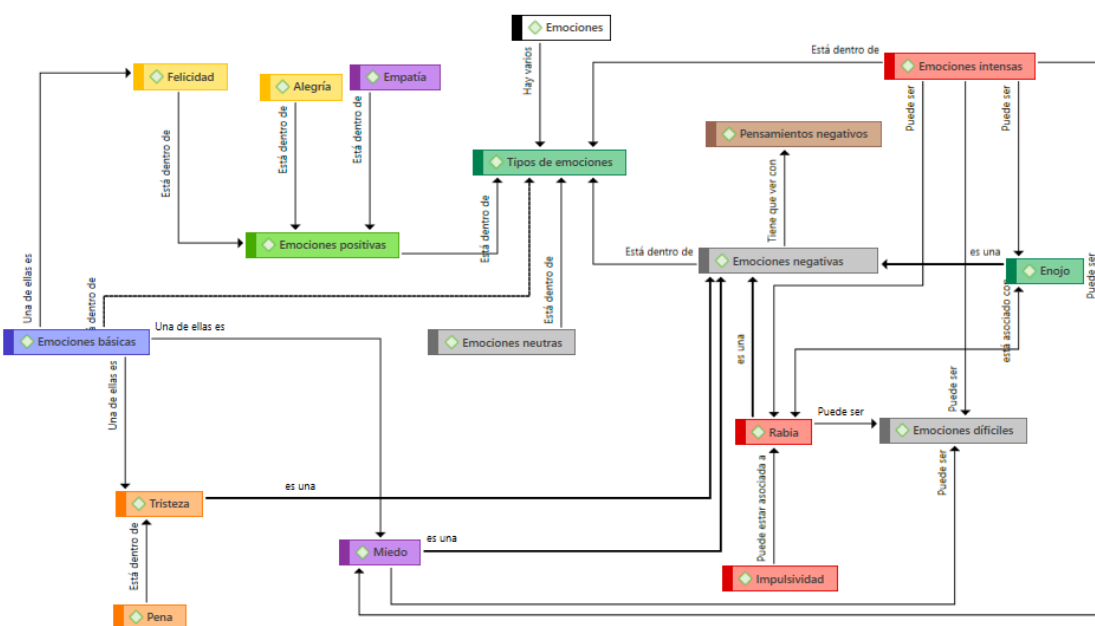 Emociones
Hay varios
Está dentro de
Emociones intensas
Felicidad
Alegría
Empatía
Puede ser
Puede ser
Está dentro de
Está dentro de
Está dentro de
Pensamientos negativos
Tipos de emociones
Tiene que ver con
Emociones positivas
Está dentro de
Está dentro de
Está dentro de
Emociones negativas
es una
Enojo
Puede ser
Una de ellas es
dentro de
Una de ellas es
Emociones básicas
Emociones neutras
está asociado con
es una
Una de ellas es
Puede ser
Puede ser
Rabia
Emociones díficiles
Puede ser
es una
Tristeza
Puede estar asociada a
Está dentro de
es una
Miedo
Impulsividad
Pena